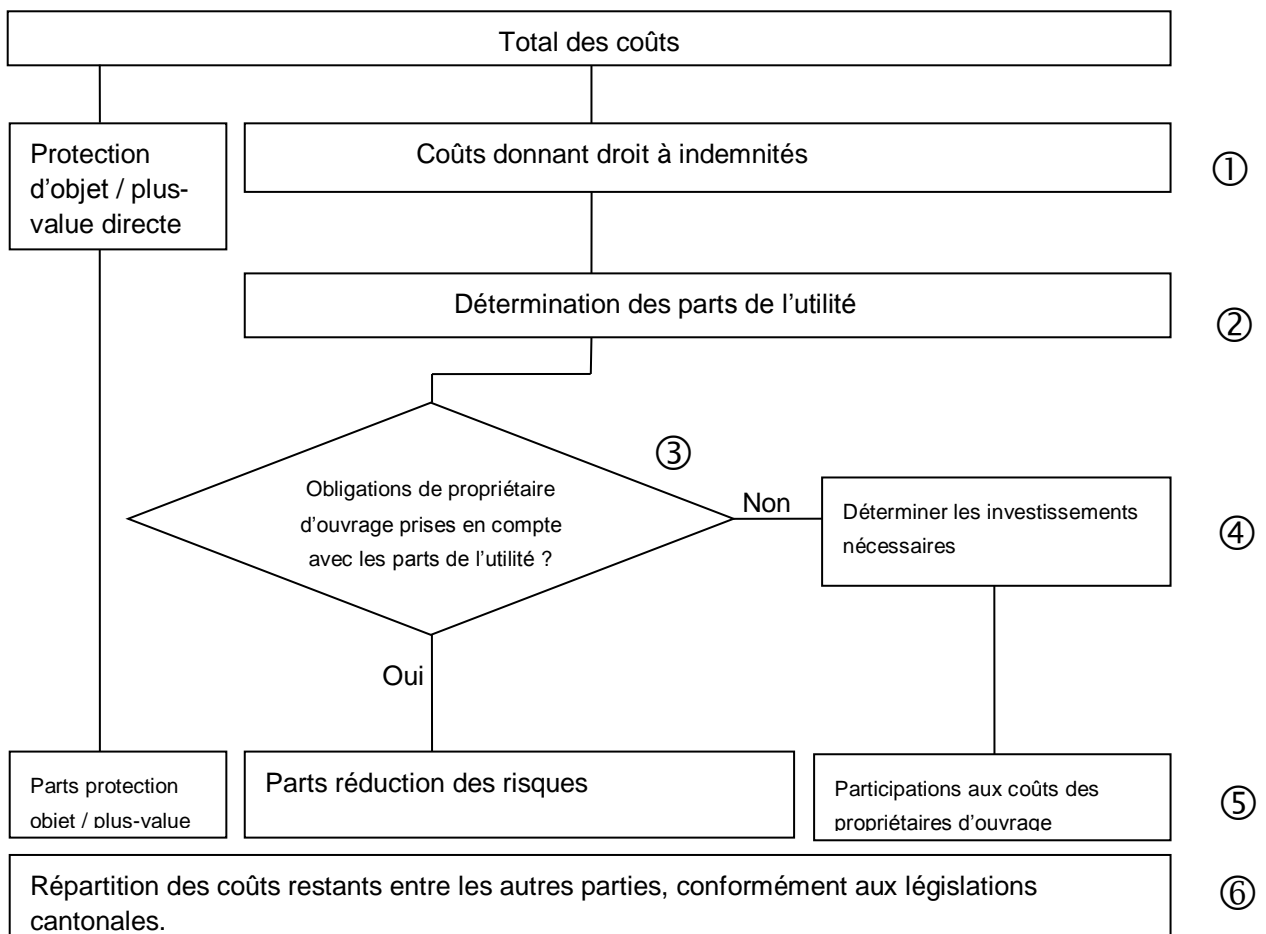 Total des coûts
Protection
d'objet / plus-
value directe
Coûts donnant droit à indemnités
①
Détermination des parts de l'utilité
②
③
Obligations de propriétaire
d'ouvrage prises en compte
avec les parts de l'utilité ?
Non
Déterminer les investissements
nécessaires
④
Oui
Parts protection
objet / plus-value
Parts réduction des risques
Participations aux coûts des
propriétaires d'ouvrage
⑤
Répartition des coûts restants entre les autres parties, conformément aux législations
cantonales.
⑥